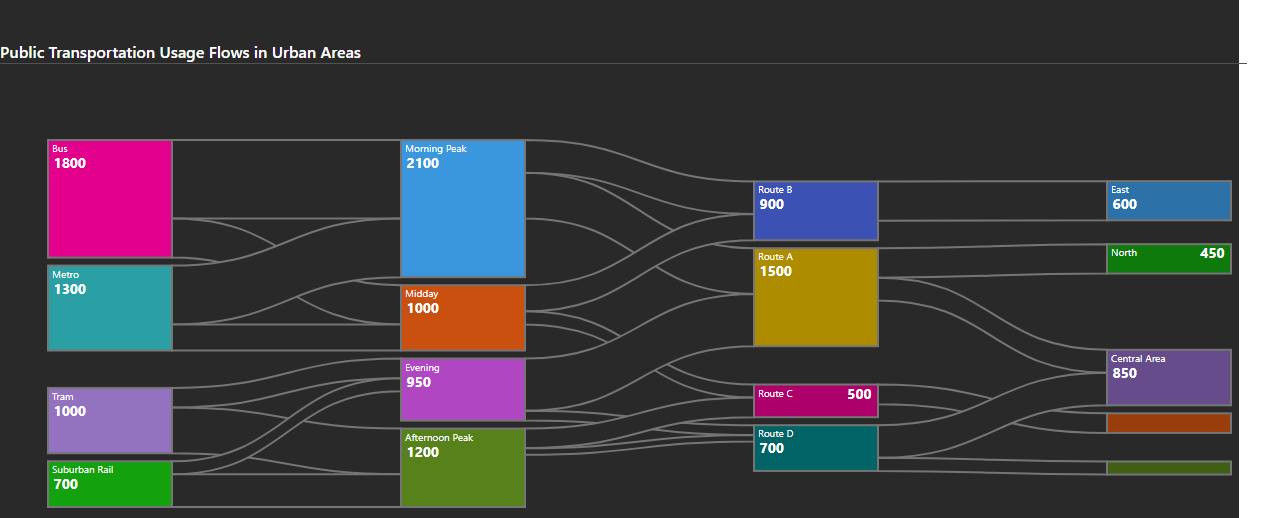 Public Transportation Usage Flows in Urban Areas
Bus
1800
Metro
1300
Tram
1000
Suburban Rail
700
Morning Peak
2100
Midday
1000
Evening
950
Afternoon Peak
1200
Route B
900
Route A
1500
Route C 500
Route D
700
East
600
North 450
Central Area
850